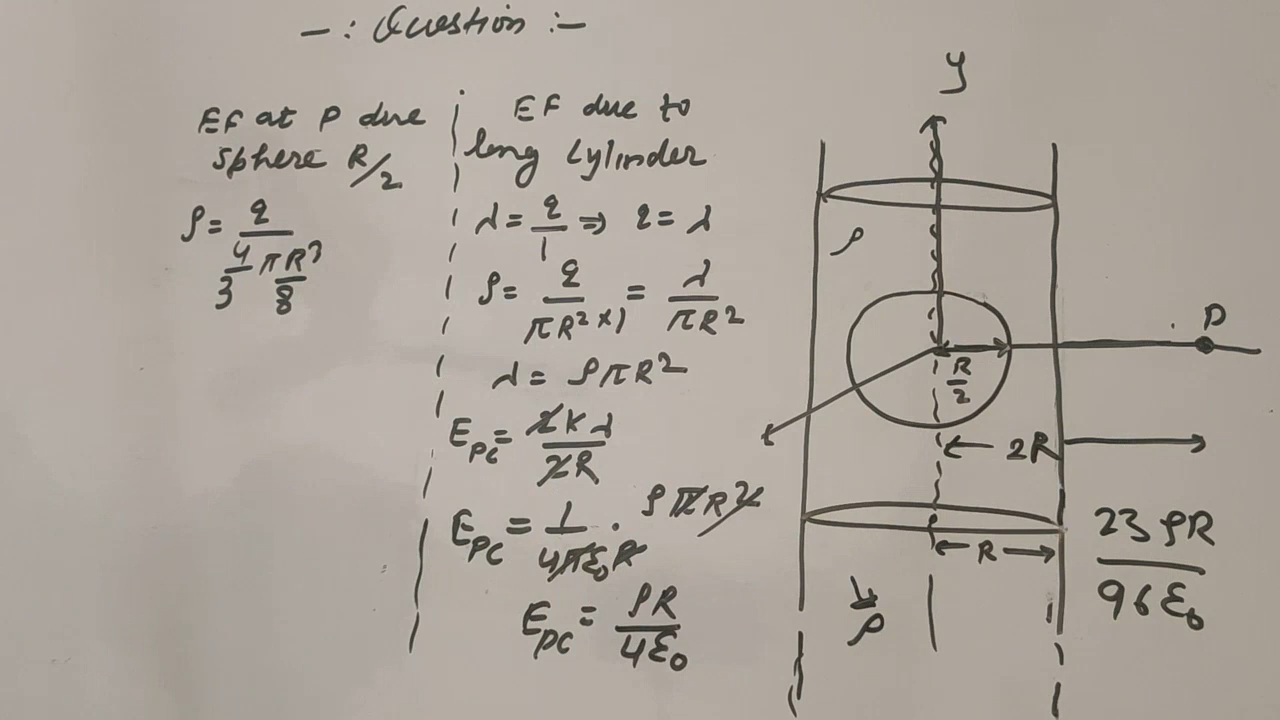 -: Question :-
EF at P due
sphere R/2
ρ = q / (4/3 π R³/8)
EF due to
long cylinder
λ = q/1 ⇒ q = λ
ρ = q / (πR² × 1) = λ / πR²
λ = ρπR²
E_PC = 2kλ / 2R
E_PC = 1 / 4πε₀R · ρπR²
E_PC = ρR / 4ε₀
y
ρ
P
R/2
← 2R →
← R →
ρ
23ρR / 96ε₀